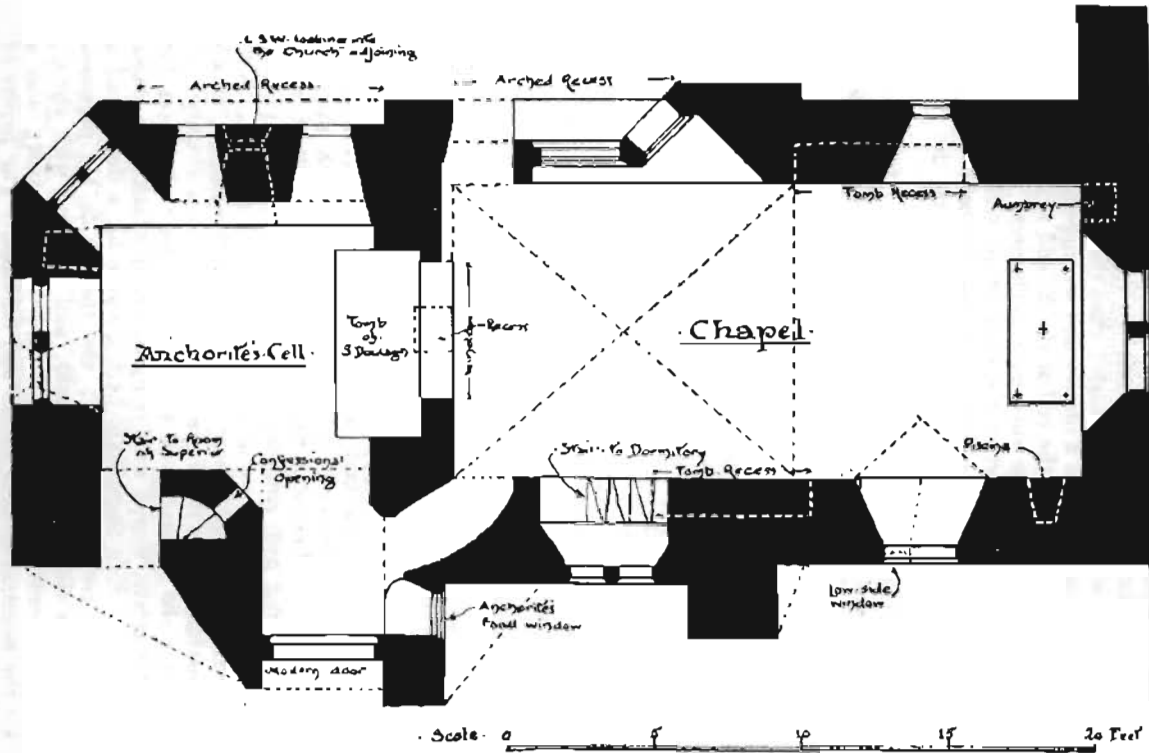 L.S.W. looking into
the Church adjoining
Arched Recess
Arched Recess
Tomb Recess
Aumbrey
Tomb
of
S Doulagh
Recess
window
Chapel
Anchorite's Cell
Stair to Room
of Superior
Confessional
Opening
Stair to Dormitory
Tomb Recess
Piscina
Anchorites
Food window
Low-side
window
Modern door
Scale 0 5 10 15 20 Feet